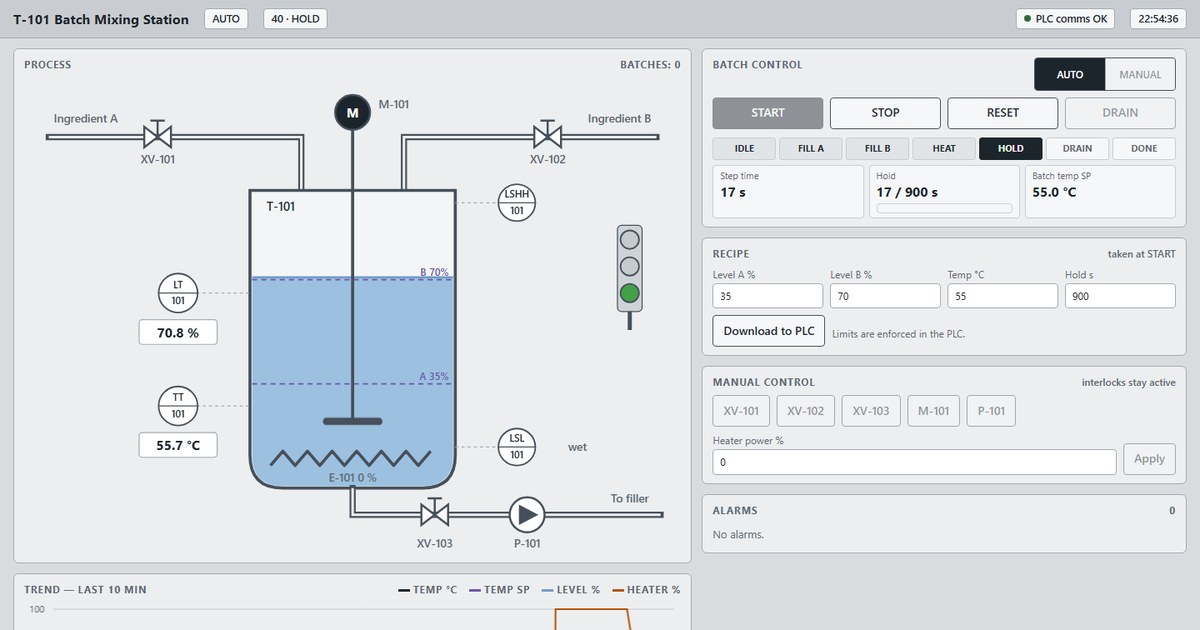 T-101 Batch Mixing Station
AUTO
40 · HOLD
PLC comms OK
22:54:36
PROCESS
BATCHES: 0
M
M-101
Ingredient A
Ingredient B
XV-101
XV-102
T-101
LSHH
101
B 70%
LT
101
70.8 %
A 35%
TT
101
55.7 °C
LSL
101
wet
E-101 0 %
To filler
XV-103
P-101
TREND — LAST 10 MIN
TEMP °C
TEMP SP
LEVEL %
HEATER %
100
BATCH CONTROL
AUTO
MANUAL
START
STOP
RESET
DRAIN
IDLE
FILL A
FILL B
HEAT
HOLD
DRAIN
DONE
Step time
17 s
Hold
17 / 900 s
Batch temp SP
55.0 °C
RECIPE
taken at START
Level A %
Level B %
Temp °C
Hold s
35
70
55
900
Download to PLC
Limits are enforced in the PLC.
MANUAL CONTROL
interlocks stay active
XV-101
XV-102
XV-103
M-101
P-101
Heater power %
0
Apply
ALARMS
0
No alarms.